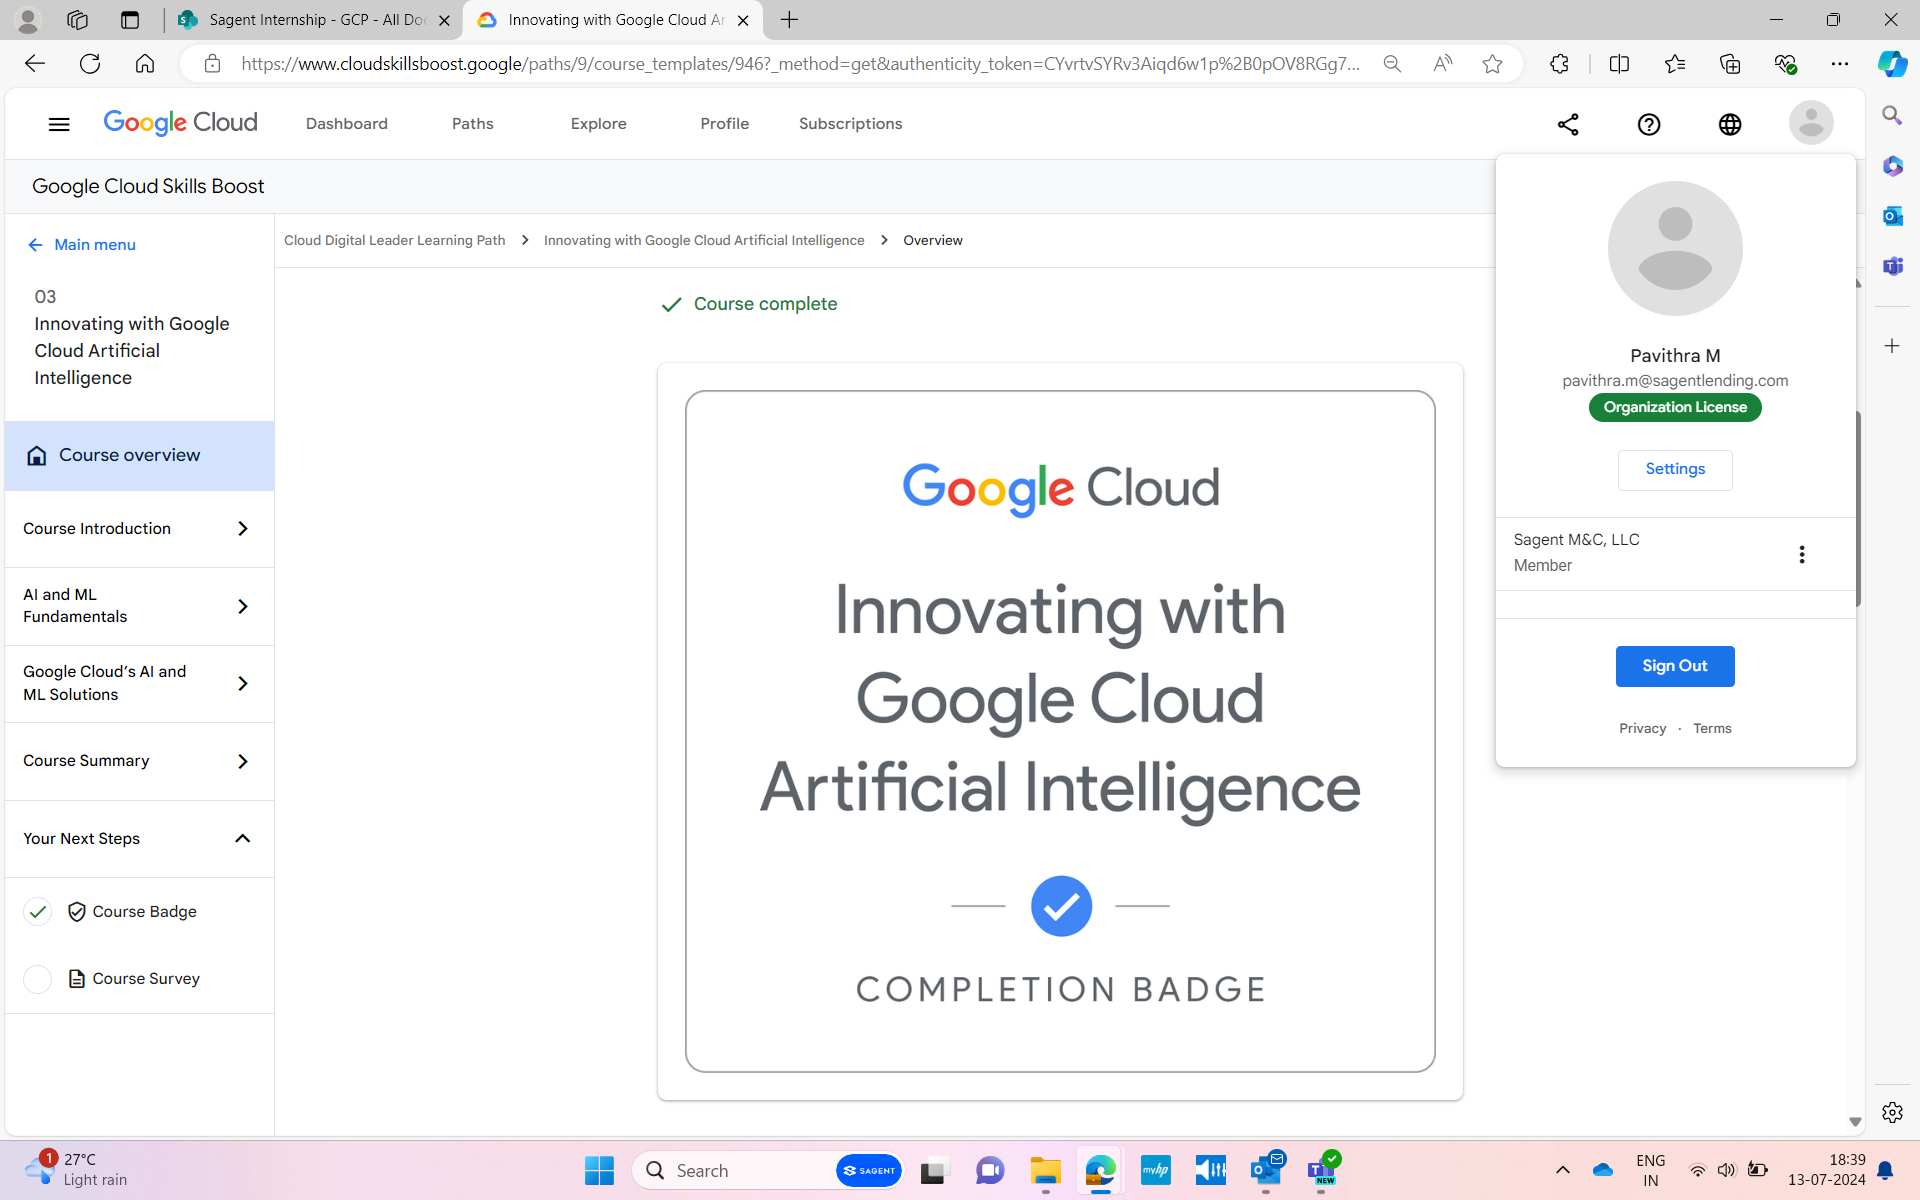 Sagent Internship - GCP - All Doc
Innovating with Google Cloud Ar
https://www.cloudskillsboost.google/paths/9/course_templates/946?_method=get&authenticity_token=CYvrtvSYRv3Aiqd6w1p%2B0pOV8RGg7...
Google Cloud
Dashboard
Paths
Explore
Profile
Subscriptions
Google Cloud Skills Boost
Main menu
03
Innovating with Google
Cloud Artificial
Intelligence
Course overview
Course Introduction
AI and ML
Fundamentals
Google Cloud's AI and
ML Solutions
Course Summary
Your Next Steps
Course Badge
Course Survey
Cloud Digital Leader Learning Path > Innovating with Google Cloud Artificial Intelligence > Overview
Course complete
Google Cloud
Innovating with
Google Cloud
Artificial Intelligence
COMPLETION BADGE
Pavithra M
pavithra.m@sagentlending.com
Organization License
Settings
Sagent M&C, LLC
Member
Sign Out
Privacy · Terms
1
27°C
Light rain
Search
SAGENT
myhp
NEW
ENG
IN
18:39
13-07-2024